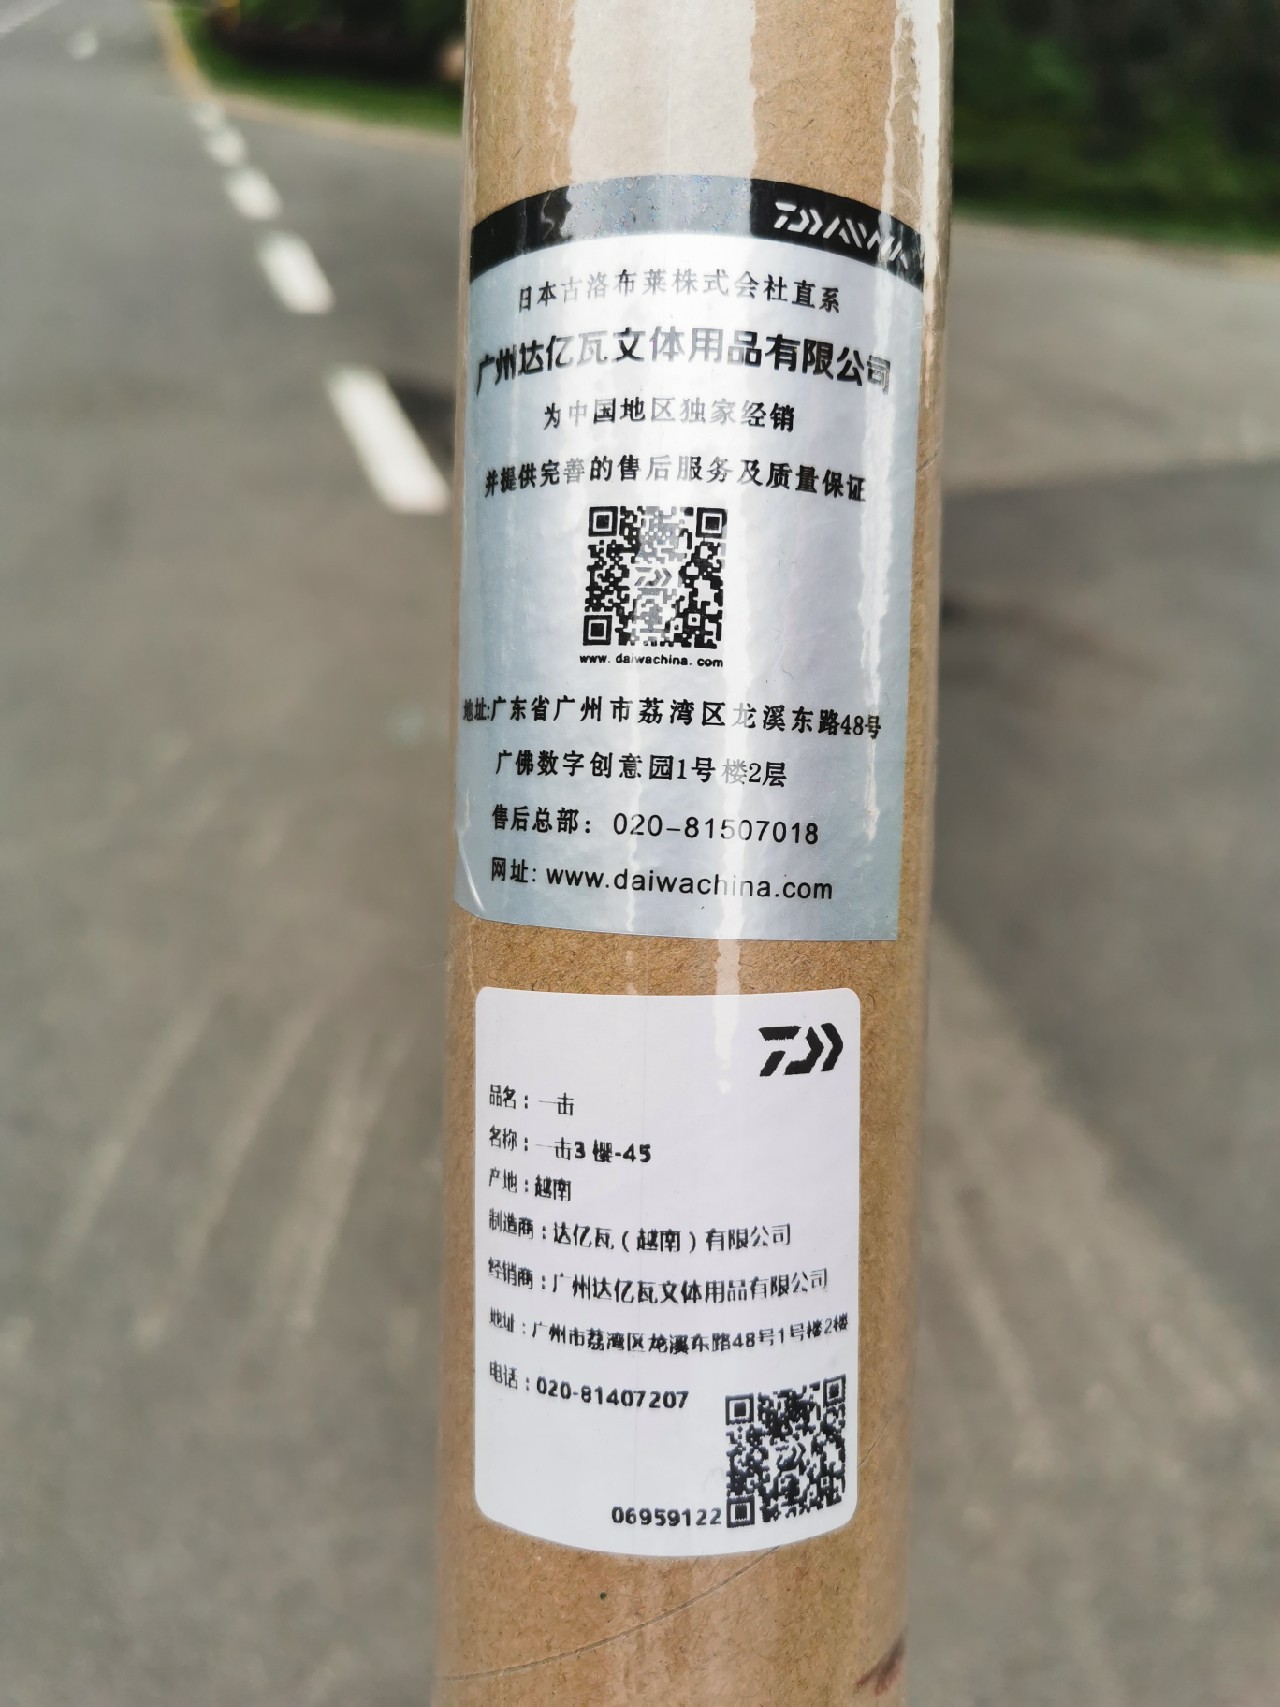 DAIWA
日本古洛布莱株式会社直系
广州达亿瓦文体用品有限公司
为中国地区独家经销
并提供完善的售后服务及质量保证
www.daiwachina.com
地址:广东省广州市荔湾区龙溪东路48号
广佛数字创意园1号楼2层
售后总部: 020-81507018
网址: www.daiwachina.com
品名:一击
名称:一击3 樱-45
产地:越南
制造商:达亿瓦(越南)有限公司
经销商:广州达亿瓦文体用品有限公司
地址:广州市荔湾区龙溪东路48号1号楼2楼
电话:020-81407207
06959122